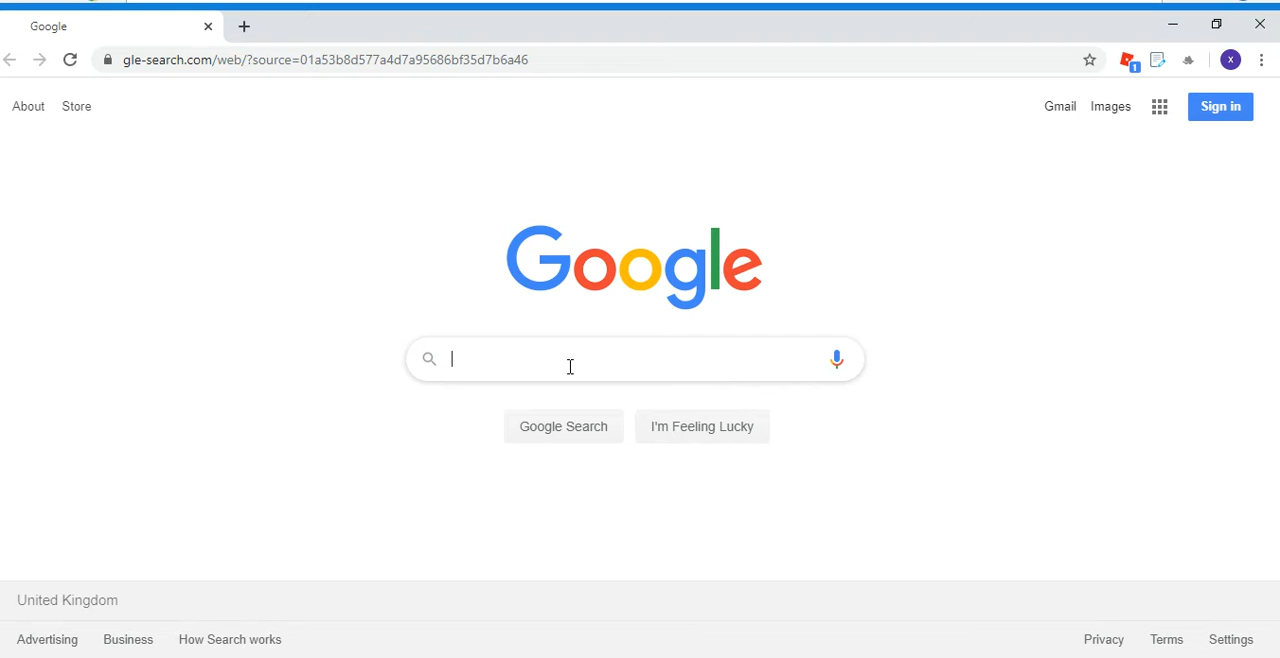 Google
gle-search.com/web/?source=01a53b8d577a4d7a95686bf35d7b6a46
1
X
About Store
Gmail Images Sign in
Google
Google Search I'm Feeling Lucky
United Kingdom
Advertising Business How Search works
Privacy Terms Settings